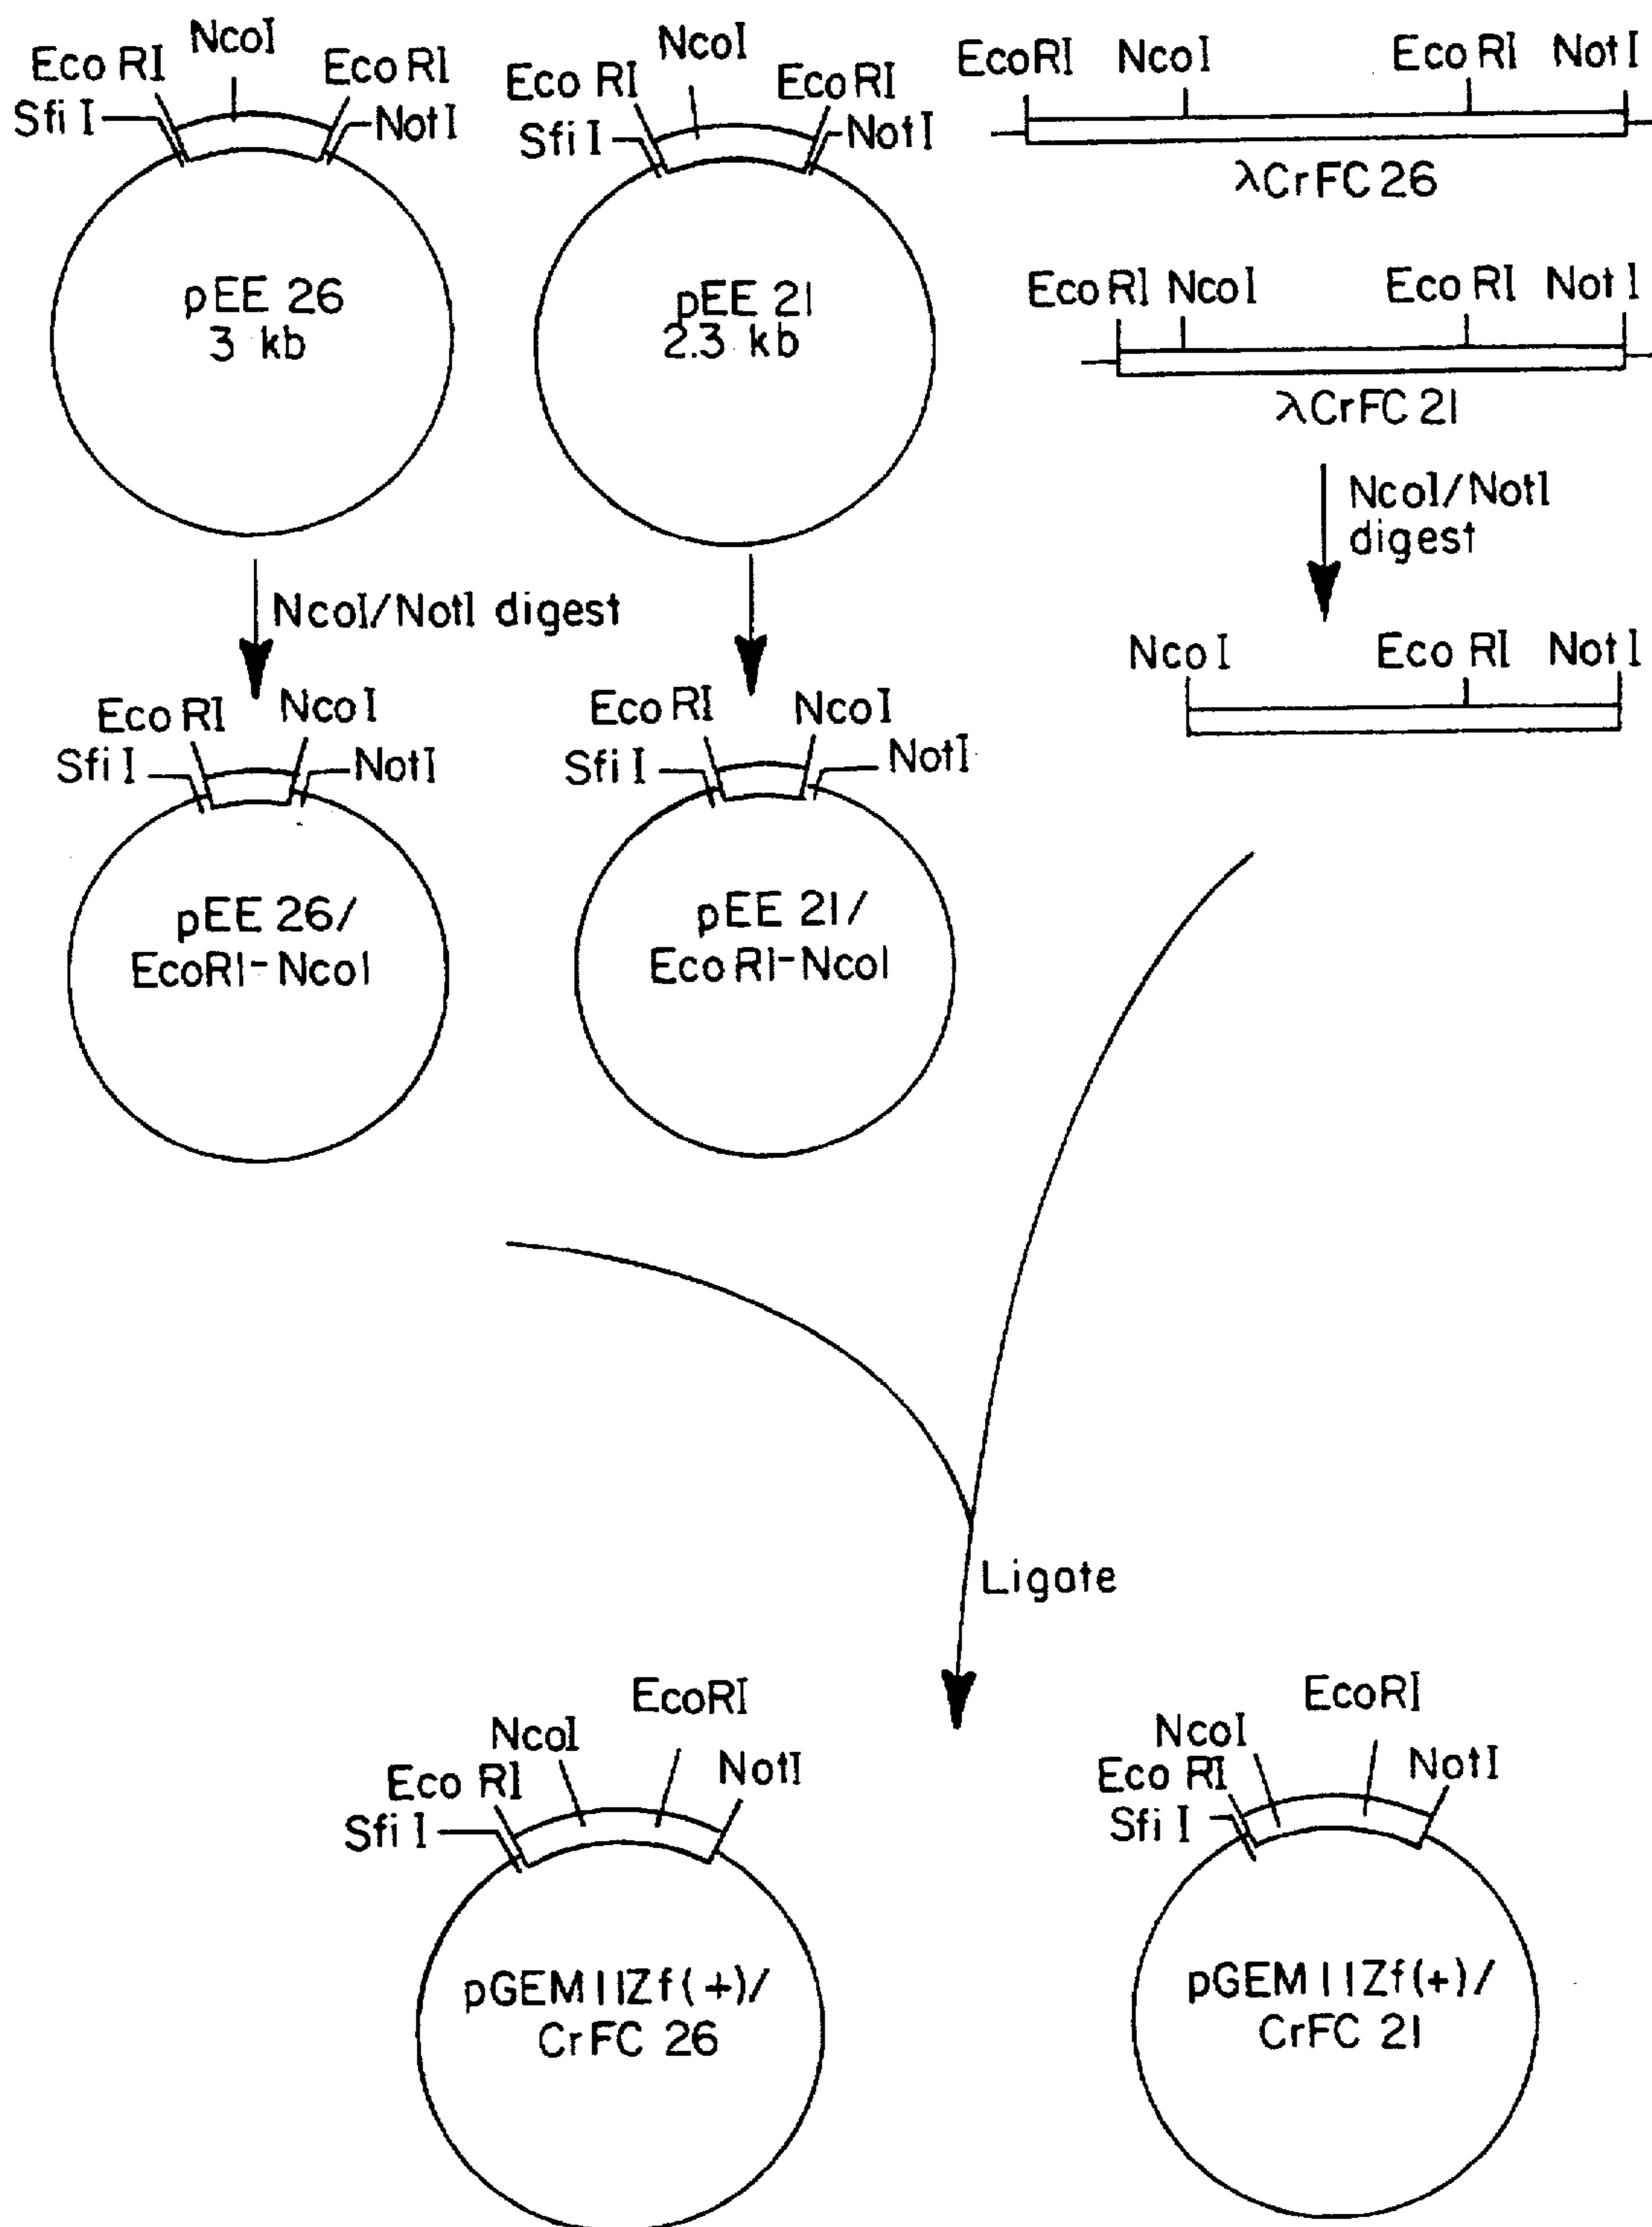 NcoI
Eco RI
Eco RI
Sfi I
NotI
pEE 26
3 kb
NcoI
Eco RI
EcoRI
Sfi I
NotI
pEE 21
2.3 kb
EcoRI NcoI Eco RI Not I
λCrFC 26
Eco RI NcoI Eco RI Not I
λCrFC 21
NcoI/NotI
digest
NcoI/NotI digest
NcoI Eco RI Not I
Eco RI NcoI
Sfi I NotI
pEE 26/
EcoRI-NcoI
Eco RI NcoI
Sfi I NotI
pEE 21/
Eco RI-NcoI
Ligate
EcoRI
NcoI
Eco RI NotI
Sfi I
pGEM11Zf(+)/
CrFC 26
EcoRI
NcoI
Eco RI NotI
Sfi I
pGEM11Zf(+)/
CrFC 21